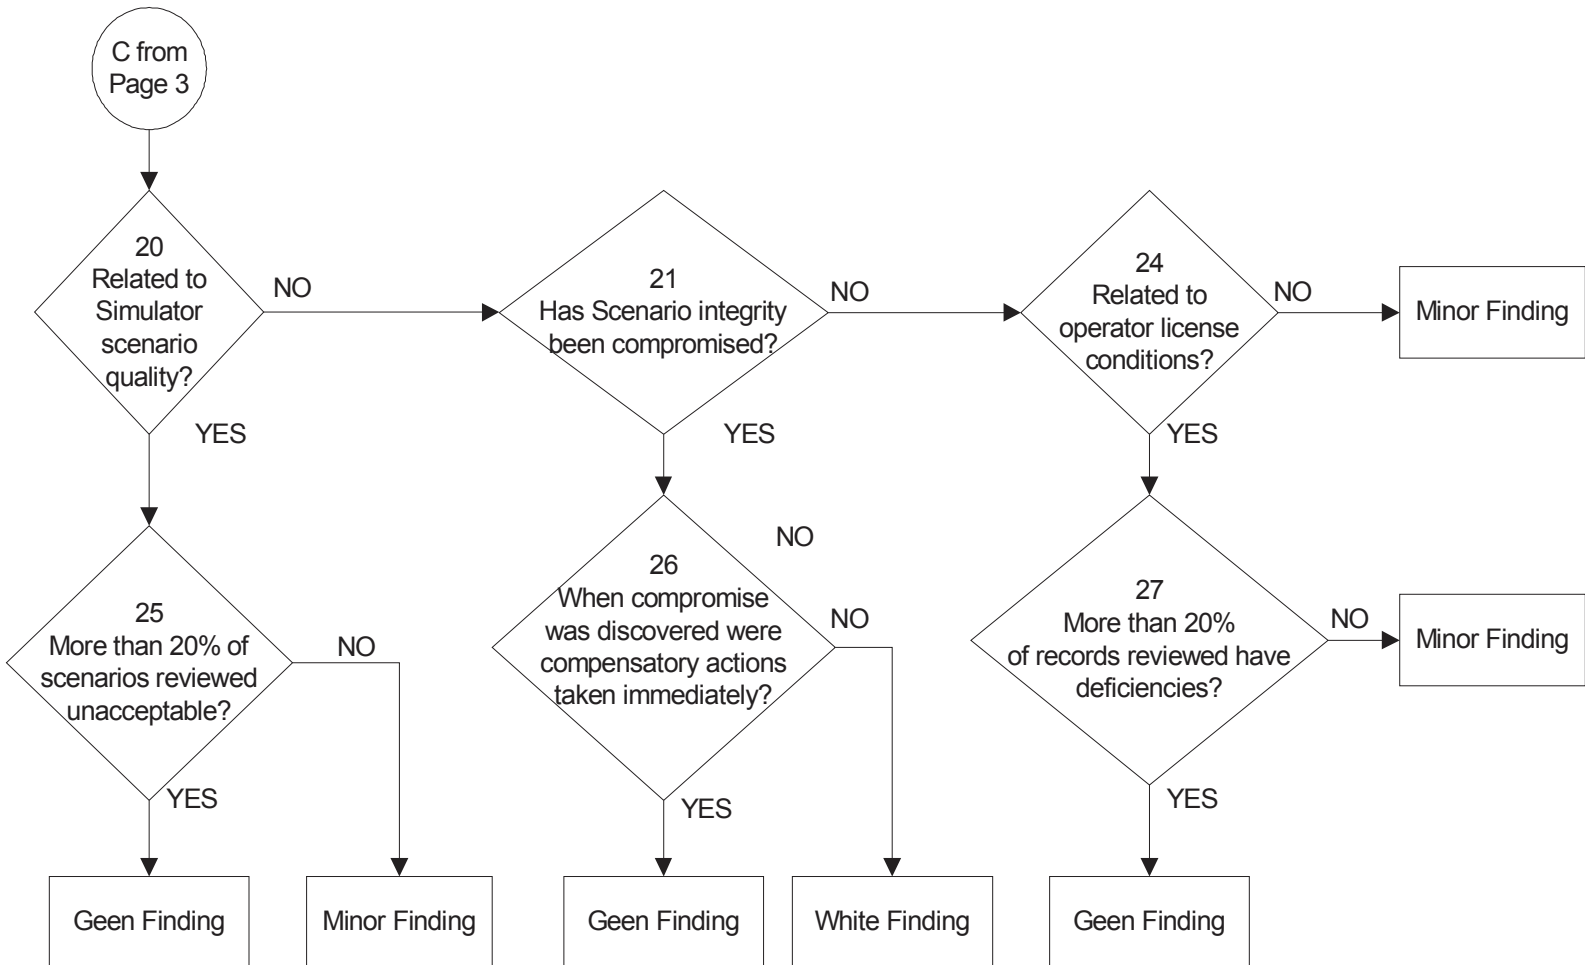 C from
Page 3
20
Related to
Simulator
scenario
quality?
NO
21
Has Scenario integrity
been compromised?
NO
24
Related to
operator license
conditions?
NO
Minor Finding
YES
YES
YES
25
More than 20% of
scenarios reviewed
unacceptable?
NO
NO
26
When compromise
was discovered were
compensatory actions
taken immediately?
NO
27
More than 20%
of records reviewed have
deficiencies?
NO
Minor Finding
YES
YES
YES
Geen Finding
Minor Finding
Geen Finding
White Finding
Geen Finding